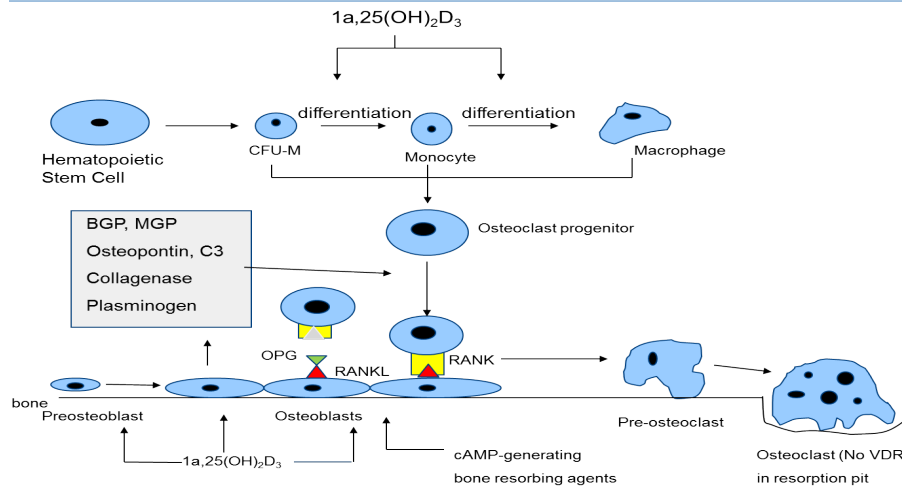 1a,25(OH)₂D₃
differentiation
differentiation
CFU-M
Monocyte
Macrophage
Hematopoietic
Stem Cell
Osteoclast progenitor
BGP, MGP
Osteopontin, C3
Collagenase
Plasminogen
OPG
RANKL
RANK
bone
Preosteoblast
Osteoblasts
Pre-osteoclast
1a,25(OH)₂D₃
cAMP-generating
bone resorbing agents
Osteoclast (No VDR
in resorption pit